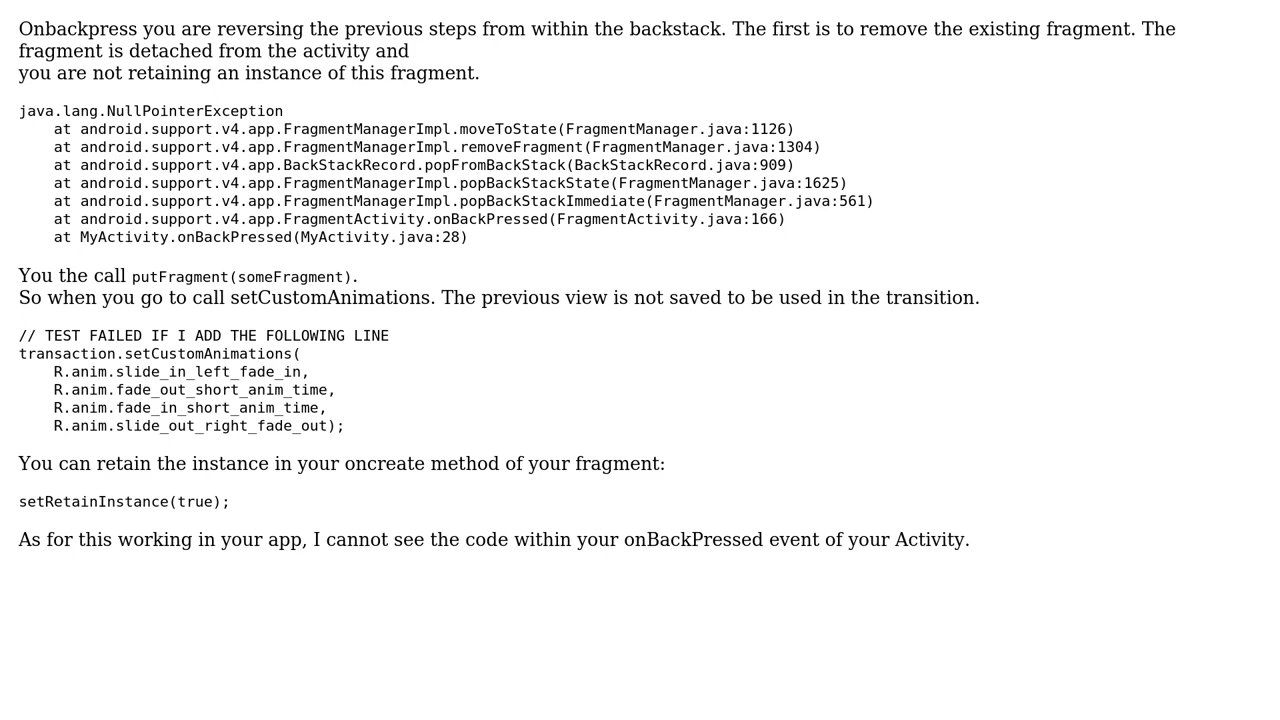 Onbackpress you are reversing the previous steps from within the backstack. The first is to remove the existing fragment. The
fragment is detached from the activity and
you are not retaining an instance of this fragment.
java.lang.NullPointerException
    at android.support.v4.app.FragmentManagerImpl.moveToState(FragmentManager.java:1126)
    at android.support.v4.app.FragmentManagerImpl.removeFragment(FragmentManager.java:1304)
    at android.support.v4.app.BackStackRecord.popFromBackStack(BackStackRecord.java:909)
    at android.support.v4.app.FragmentManagerImpl.popBackStackState(FragmentManager.java:1625)
    at android.support.v4.app.FragmentManagerImpl.popBackStackImmediate(FragmentManager.java:561)
    at android.support.v4.app.FragmentActivity.onBackPressed(FragmentActivity.java:166)
    at MyActivity.onBackPressed(MyActivity.java:28)
You the call putFragment(someFragment).
So when you go to call setCustomAnimations. The previous view is not saved to be used in the transition.
// TEST FAILED IF I ADD THE FOLLOWING LINE
transaction.setCustomAnimations(
    R.anim.slide_in_left_fade_in,
    R.anim.fade_out_short_anim_time,
    R.anim.fade_in_short_anim_time,
    R.anim.slide_out_right_fade_out);
You can retain the instance in your oncreate method of your fragment:
setRetainInstance(true);
As for this working in your app, I cannot see the code within your onBackPressed event of your Activity.